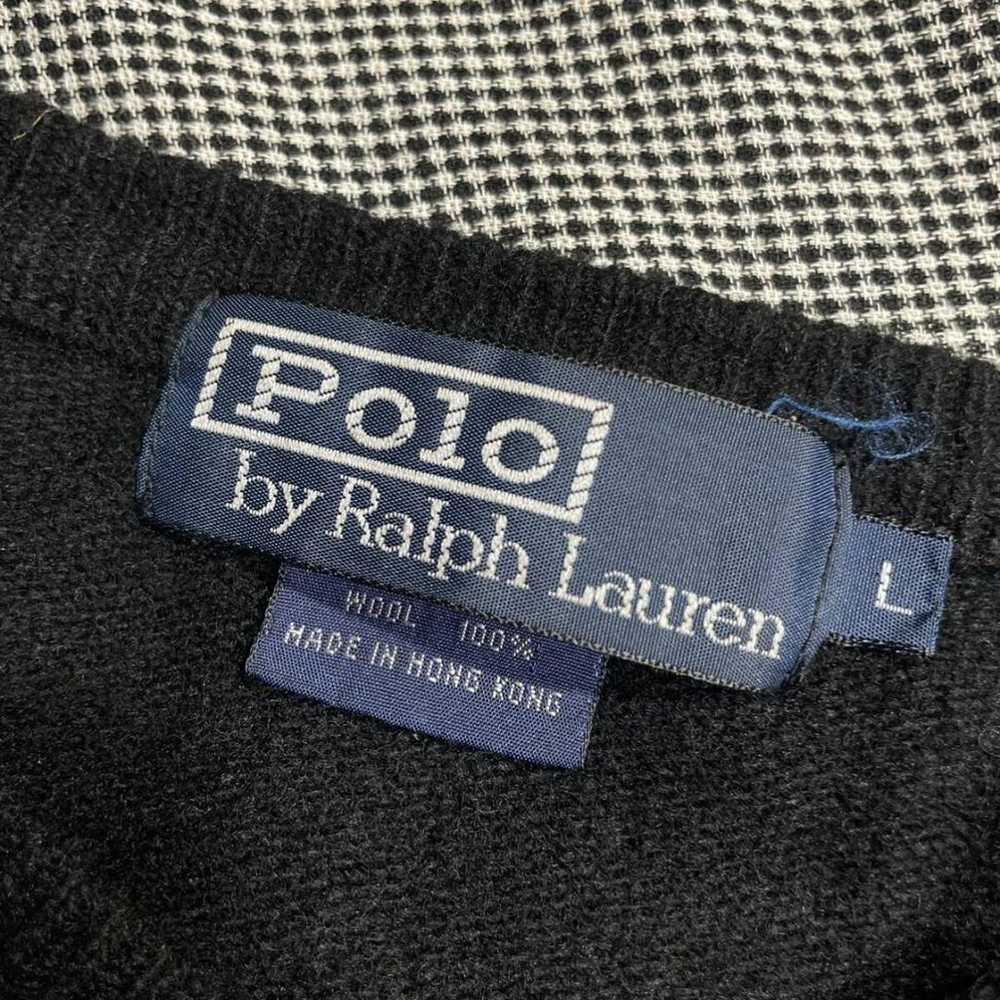 Polo
by Ralph Lauren
L
WOOL 100%
MADE IN HONG KONG